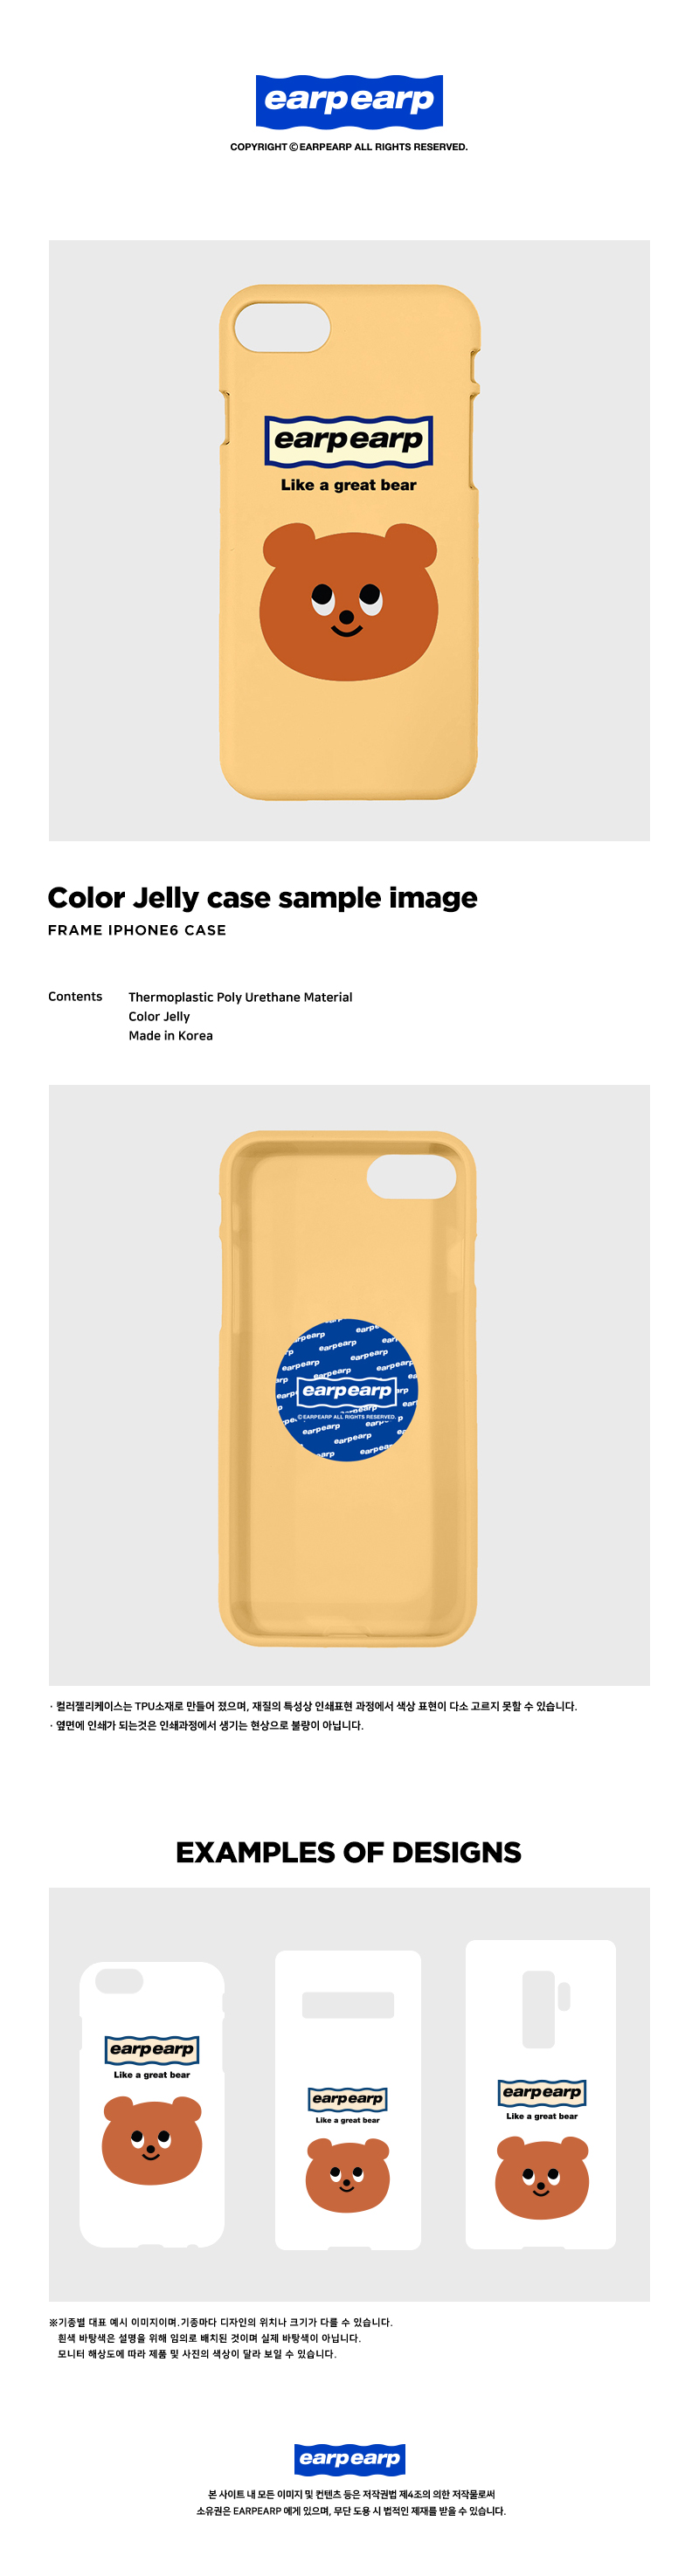 earp earp
COPYRIGHT ©EARPEARP ALL RIGHTS RESERVED.
earp earp
Like a great bear
Color Jelly case sample image
FRAME IPHONE6 CASE
Contents
Thermoplastic Poly Urethane Material
Color Jelly
Made in Korea
earp earp
©EARPEARP ALL RIGHTS RESERVED.
· 컬러젤리케이스는 TPU소재로 만들어 졌으며, 재질의 특성상 인쇄표현 과정에서 색상 표현이 다소 고르지 못할 수 있습니다.
· 옆면에 인쇄가 되는것은 인쇄과정에서 생기는 현상으로 불량이 아닙니다.
EXAMPLES OF DESIGNS
earp earp
Like a great bear
earp earp
Like a great bear
earp earp
Like a great bear
※기종별 대표 예시 이미지이며,기종마다 디자인의 위치나 크기가 다를 수 있습니다.
흰색 바탕색은 설명을 위해 임의로 배치된 것이며 실제 바탕색이 아닙니다.
모니터 해상도에 따라 제품 및 사진의 색상이 달라 보일 수 있습니다.
earp earp
본 사이트 내 모든 이미지 및 컨텐츠 등은 저작권법 제4조의 의한 저작물로써
소유권은 EARPEARP 에게 있으며, 무단 도용 시 법적인 제재를 받을 수 있습니다.